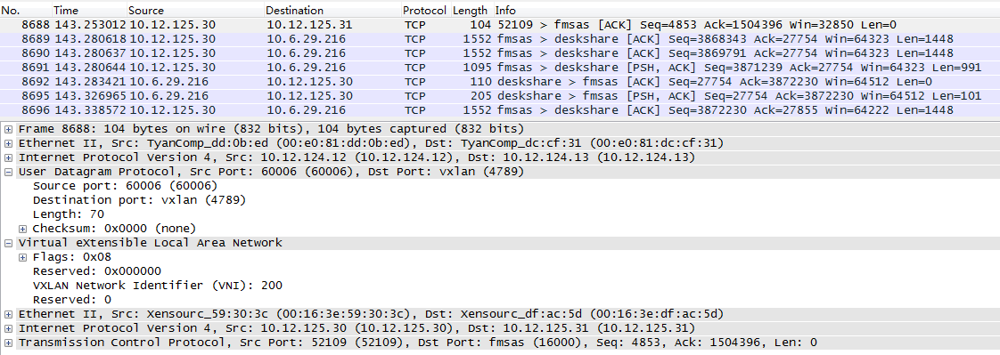 No. Time Source Destination Protocol Length Info
8688 143.253012 10.12.125.30 10.12.125.31 TCP 104 52109 > fmsas [ACK] Seq=4853 Ack=1504396 Win=32850 Len=0
8689 143.280618 10.12.125.30 10.6.29.216 TCP 1552 fmsas > deskshare [ACK] Seq=3868343 Ack=27754 Win=64323 Len=1448
8690 143.280637 10.12.125.30 10.6.29.216 TCP 1552 fmsas > deskshare [ACK] Seq=3869791 Ack=27754 Win=64323 Len=1448
8691 143.280644 10.12.125.30 10.6.29.216 TCP 1095 fmsas > deskshare [PSH, ACK] Seq=3871239 Ack=27754 Win=64323 Len=991
8692 143.283421 10.6.29.216 10.12.125.30 TCP 110 deskshare > fmsas [ACK] Seq=27754 Ack=3872230 Win=64512 Len=0
8695 143.326965 10.6.29.216 10.12.125.30 TCP 205 deskshare > fmsas [PSH, ACK] Seq=27754 Ack=3872230 Win=64512 Len=101
8696 143.338572 10.12.125.30 10.6.29.216 TCP 1552 fmsas > deskshare [ACK] Seq=3872230 Ack=27855 Win=64222 Len=1448
Frame 8688: 104 bytes on wire (832 bits), 104 bytes captured (832 bits)
Ethernet II, Src: TyanComp_dd:0b:ed (00:e0:81:dd:0b:ed), Dst: TyanComp_dc:cf:31 (00:e0:81:dc:cf:31)
Internet Protocol Version 4, Src: 10.12.124.12 (10.12.124.12), Dst: 10.12.124.13 (10.12.124.13)
User Datagram Protocol, Src Port: 60006 (60006), Dst Port: vxlan (4789)
Source port: 60006 (60006)
Destination port: vxlan (4789)
Length: 70
Checksum: 0x0000 (none)
Virtual eXtensible Local Area Network
Flags: 0x08
Reserved: 0x000000
VXLAN Network Identifier (VNI): 200
Reserved: 0
Ethernet II, Src: Xensourc_59:30:3c (00:16:3e:59:30:3c), Dst: Xensourc_df:ac:5d (00:16:3e:df:ac:5d)
Internet Protocol Version 4, Src: 10.12.125.30 (10.12.125.30), Dst: 10.12.125.31 (10.12.125.31)
Transmission Control Protocol, Src Port: 52109 (52109), Dst Port: fmsas (16000), Seq: 4853, Ack: 1504396, Len: 0